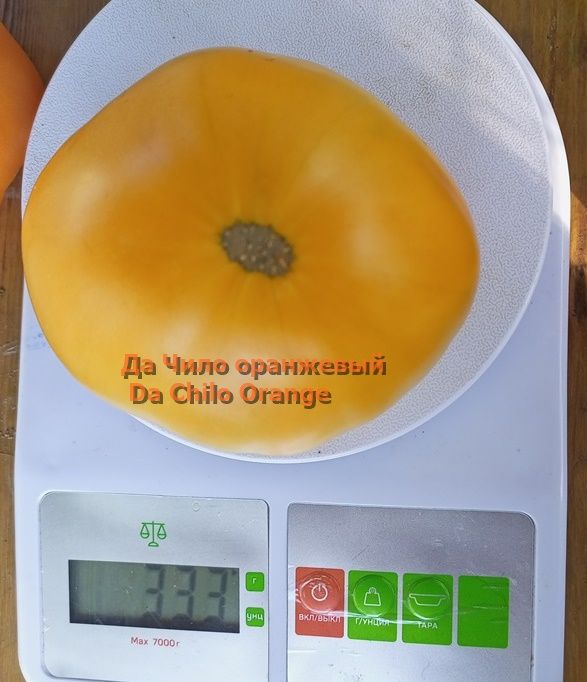 Да Чило оранжевый
Da Chilo Orange
333
г
унц
Max 7000г
ВКЛ/ВЫКЛ
Г/УНЦИЯ
ТАРА